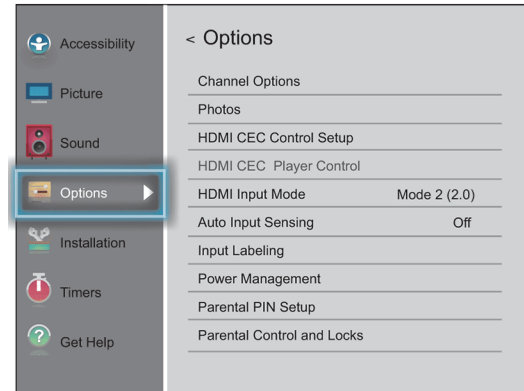 Accessibility
Picture
Sound
Options
Installation
Timers
Get Help
< Options
Channel Options
Photos
HDMI CEC Control Setup
HDMI CEC Player Control
HDMI Input Mode Mode 2 (2.0)
Auto Input Sensing Off
Input Labeling
Power Management
Parental PIN Setup
Parental Control and Locks